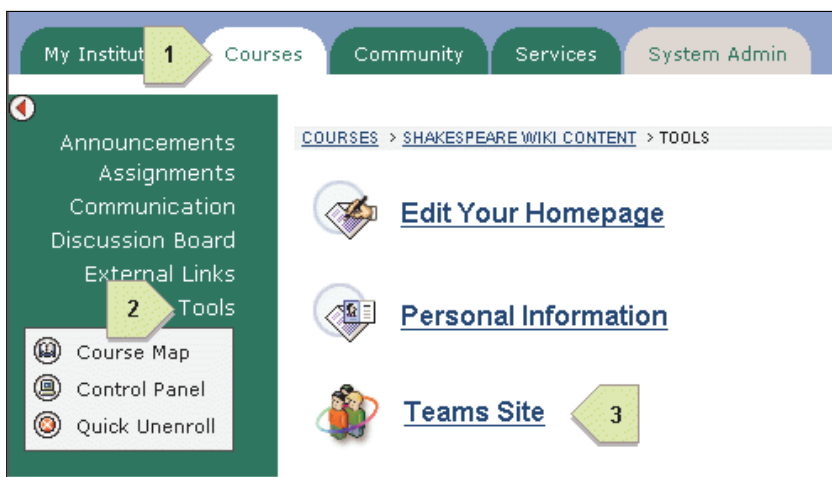 My Institut 1 Courses Community Services System Admin
COURSES > SHAKESPEARE WIKI CONTENT > TOOLS
Announcements
Assignments
Communication
Discussion Board
External Links
2 Tools
Course Map
Control Panel
Quick Unenroll
Edit Your Homepage
Personal Information
Teams Site 3